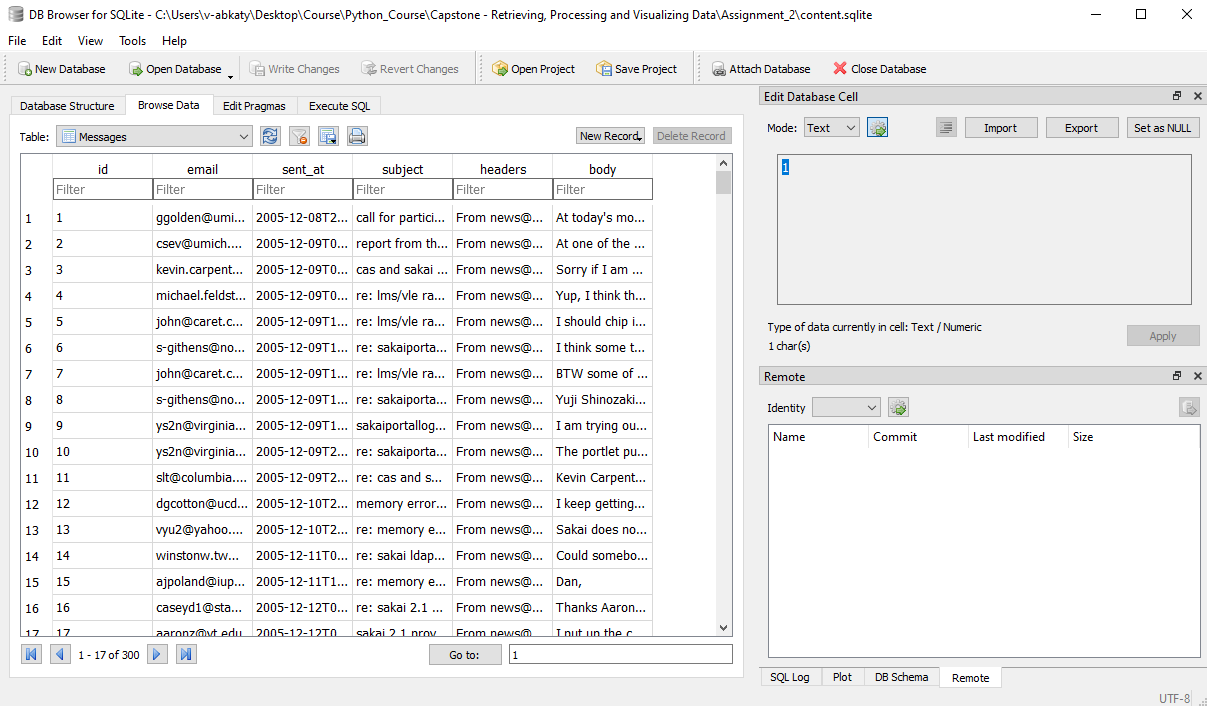 DB Browser for SQLite - C:\Users\v-abkaty\Desktop\Course\Python_Course\Capstone - Retrieving, Processing and Visualizing Data\Assignment_2\content.sqlite
File Edit View Tools Help
New Database Open Database Write Changes Revert Changes Open Project Save Project Attach Database Close Database
Database Structure Browse Data Edit Pragmas Execute SQL
Table: Messages New Record Delete Record
id email sent_at subject headers body
Filter Filter Filter Filter Filter Filter
1 1 ggolden@umi... 2005-12-08T2... call for partici... From news@... At today's mo...
2 2 csev@umich.... 2005-12-09T0... report from th... From news@... At one of the ...
3 3 kevin.carpent... 2005-12-09T0... cas and sakai ... From news@... Sorry if I am ...
4 4 michael.feldst... 2005-12-09T0... re: lms/vle ra... From news@... Yup, I think th...
5 5 john@caret.c... 2005-12-09T1... re: lms/vle ra... From news@... I should chip i...
6 6 s-githens@no... 2005-12-09T1... re: sakaiporta... From news@... I think some t...
7 7 john@caret.c... 2005-12-09T1... re: lms/vle ra... From news@... BTW some of ...
8 8 s-githens@no... 2005-12-09T1... re: sakaiporta... From news@... Yuji Shinozaki...
9 9 ys2n@virginia... 2005-12-09T1... sakaiportallog... From news@... I am trying ou...
10 10 ys2n@virginia... 2005-12-09T2... re: sakaiporta... From news@... The portlet pu...
11 11 slt@columbia.... 2005-12-09T2... re: cas and s... From news@... Kevin Carpent...
12 12 dgcotton@ucd... 2005-12-10T2... memory error... From news@... I keep getting...
13 13 vyu2@yahoo.... 2005-12-10T2... re: memory e... From news@... Sakai does no...
14 14 winstonw.tw... 2005-12-11T0... re: sakai ldap... From news@... Could somebo...
15 15 ajpoland@iup... 2005-12-11T1... re: memory e... From news@... Dan,
16 16 caseyd1@sta... 2005-12-12T0... re: sakai 2.1 ... From news@... Thanks Aaron...
17 17 aaronz@vt.edu 2005-12-12T0... sakai 2.1 prov... From news@... I put up the c...
1 - 17 of 300 Go to: 1
Edit Database Cell
Mode: Text Import Export Set as NULL
1
Type of data currently in cell: Text / Numeric
1 char(s)
Apply
Remote
Identity
Name Commit Last modified Size
SQL Log Plot DB Schema Remote
UTF-8